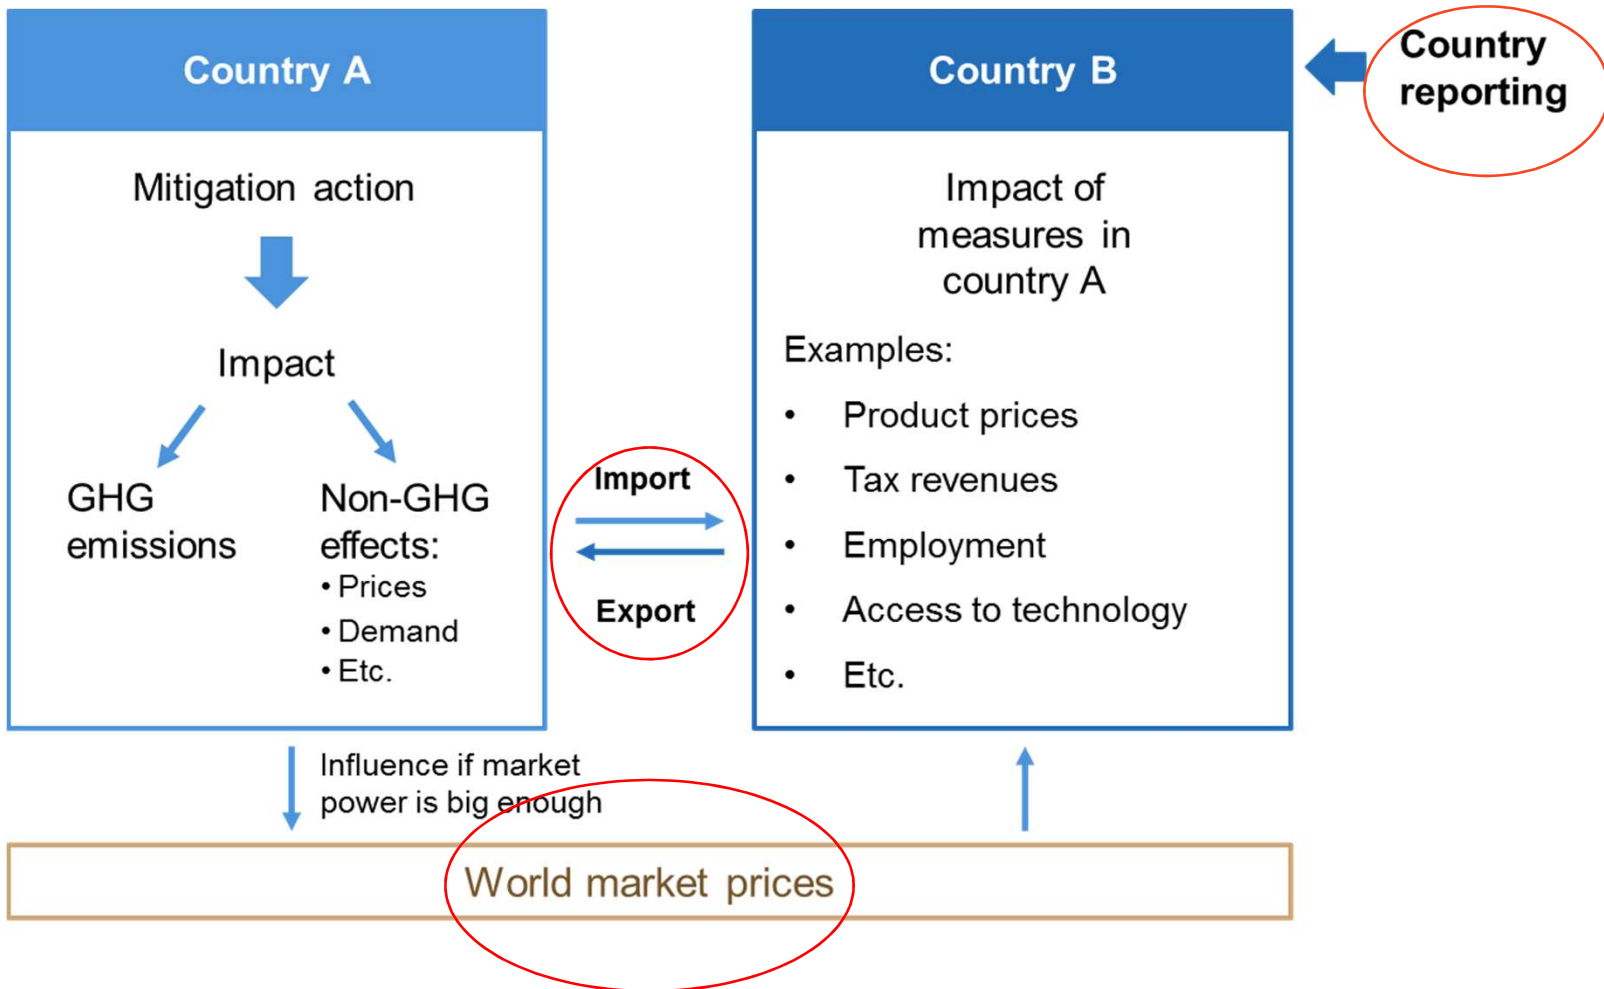 Country A
Mitigation action
Impact
GHG
emissions
Non-GHG
effects:
• Prices
• Demand
• Etc.
Import
Export
Country B
Impact of
measures in
country A
Examples:
• Product prices
• Tax revenues
• Employment
• Access to technology
• Etc.
Country
reporting
Influence if market
power is big enough
World market prices